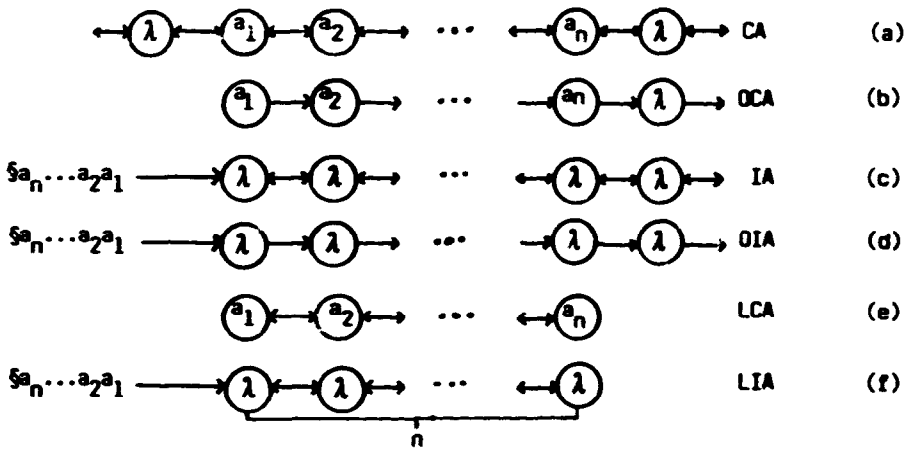 λ a₁ a₂ ... aₙ λ CA (a)
a₁ a₂ ... aₙ λ OCA (b)
§aₙ...a₂a₁ λ λ ... λ λ IA (c)
§aₙ...a₂a₁ λ λ ... λ λ OIA (d)
a₁ a₂ ... aₙ LCA (e)
§aₙ...a₂a₁ λ λ ... λ LIA (f)
n